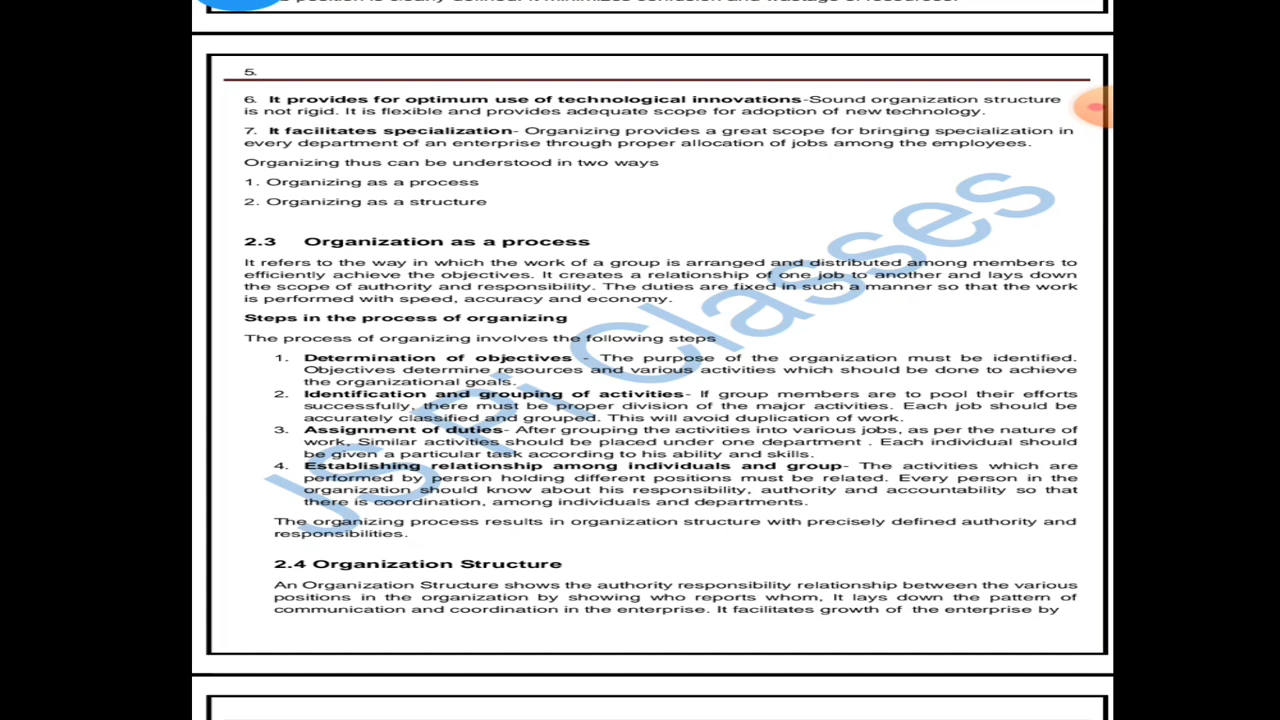 5.
6. It provides for optimum use of technological innovations-Sound organization structure
is not rigid. It is flexible and provides adequate scope for adoption of new technology.
7. It facilitates specialization- Organizing provides a great scope for bringing specialization in
every department of an enterprise through proper allocation of jobs among the employees.
Organizing thus can be understood in two ways
1. Organizing as a process
2. Organizing as a structure
2.3 Organization as a process
It refers to the way in which the work of a group is arranged and distributed among members to
efficiently achieve the objectives. It creates a relationship of one job to another and lays down
the scope of authority and responsibility. The duties are fixed in such a manner so that the work
is performed with speed, accuracy and economy.
Steps in the process of organizing
The process of organizing involves the following steps
1. Determination of objectives - The purpose of the organization must be identified.
Objectives determine resources and various activities which should be done to achieve
the organizational goals.
2. Identification and grouping of activities- If group members are to pool their efforts
successfully, there must be proper division of the major activities. Each job should be
accurately classified and grouped. This will avoid duplication of work.
3. Assignment of duties- After grouping the activities into various jobs, as per the nature of
work, Similar activities should be placed under one department . Each individual should
be given a particular task according to his ability and skills.
4. Establishing relationship among individuals and group- The activities which are
performed by person holding different positions must be related. Every person in the
organization should know about his responsibility, authority and accountability so that
there is coordination, among individuals and departments.
The organizing process results in organization structure with precisely defined authority and
responsibilities.
2.4 Organization Structure
An Organization Structure shows the authority responsibility relationship between the various
positions in the organization by showing who reports whom, It lays down the pattern of
communication and coordination in the enterprise. It facilitates growth of the enterprise by
JS Pi Classes